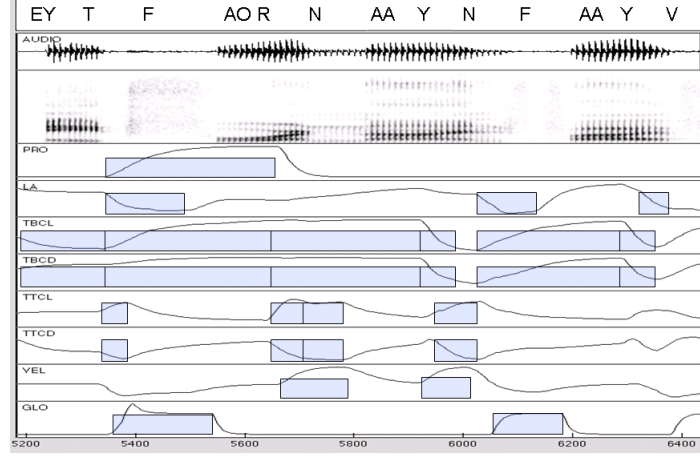 EY T F AO R N AA Y N F AA Y V
AUDIO
PRO
LA
TBCL
TBCD
TTCL
TTCD
VEL
GLO
5200 5400 5600 5800 6000 6200 6400